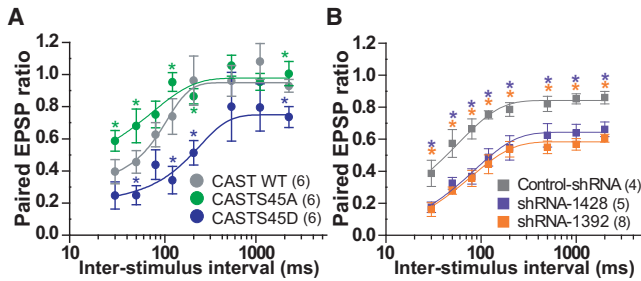 A
Paired EPSP ratio
1.2
1.0
0.8
0.6
0.4
0.2
0.0
10
100
1000
Inter-stimulus interval (ms)
* * * * *
* * * *
CAST WT (6)
CASTS45A (6)
CASTS45D (6)
B
Paired EPSP ratio
1.2
1.0
0.8
0.6
0.4
0.2
0.0
10
100
1000
Inter-stimulus interval (ms)
* * * * * * * *
* * * * * * * *
Control-shRNA (4)
shRNA-1428 (5)
shRNA-1392 (8)